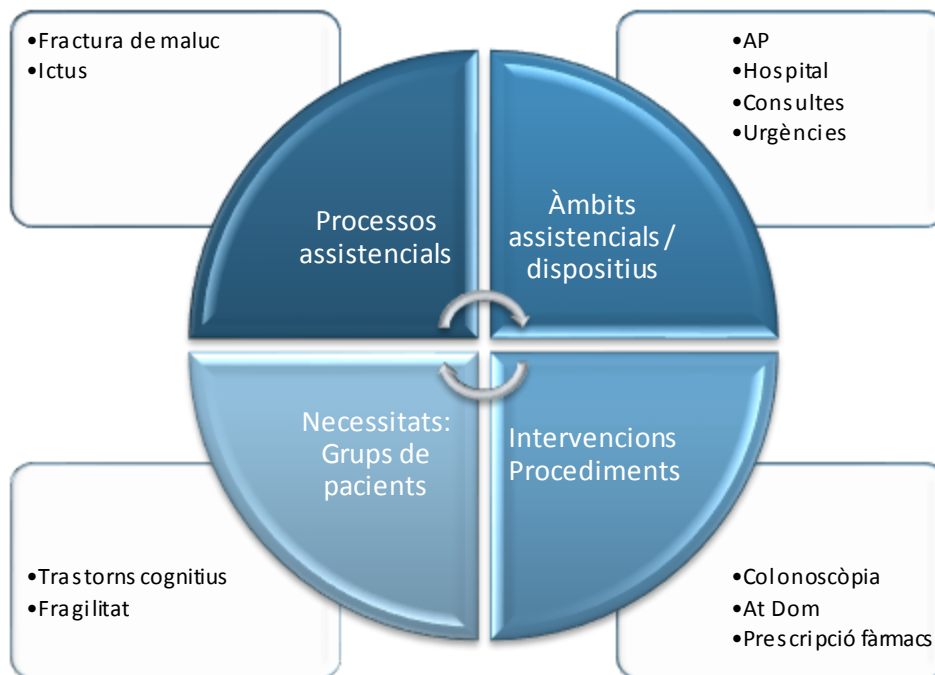 •Fractura de maluc
•Ictus
•AP
•Hospital
•Consultes
•Urgències
Processos
assistencials
Àmbits
assistencials /
dispositius
Necessitats:
Grups de
pacients
Intervencions
Procediments
•Trastorns cognitius
•Fragilitat
•Colonoscòpia
•At Dom
•Prescripció fàrmacs